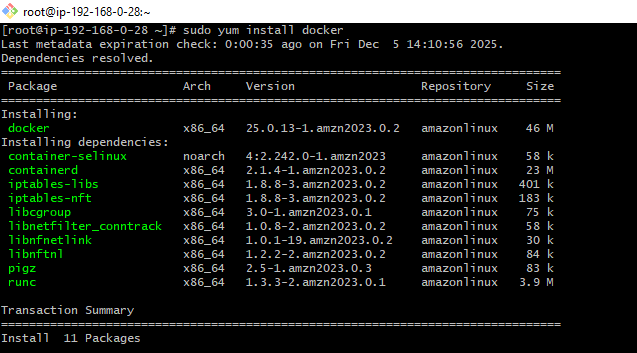 root@ip-192-168-0-28:~
[root@ip-192-168-0-28 ~]# sudo yum install docker
Last metadata expiration check: 0:00:35 ago on Fri Dec  5 14:10:56 2025.
Dependencies resolved.
================================================================================
Package Arch Version Repository Size
================================================================================
Installing:
docker x86_64 25.0.13-1.amzn2023.0.2 amazonlinux 46 M
Installing dependencies:
container-selinux noarch 4:2.242.0-1.amzn2023 amazonlinux 58 k
containerd x86_64 2.1.4-1.amzn2023.0.2 amazonlinux 23 M
iptables-libs x86_64 1.8.8-3.amzn2023.0.2 amazonlinux 401 k
iptables-nft x86_64 1.8.8-3.amzn2023.0.2 amazonlinux 183 k
libcgroup x86_64 3.0-1.amzn2023.0.1 amazonlinux 75 k
libnetfilter_conntrack x86_64 1.0.8-2.amzn2023.0.2 amazonlinux 58 k
libnfnetlink x86_64 1.0.1-19.amzn2023.0.2 amazonlinux 30 k
libnftnl x86_64 1.2.2-2.amzn2023.0.2 amazonlinux 84 k
pigz x86_64 2.5-1.amzn2023.0.3 amazonlinux 83 k
runc x86_64 1.3.3-2.amzn2023.0.1 amazonlinux 3.9 M
Transaction Summary
================================================================================
Install  11 Packages